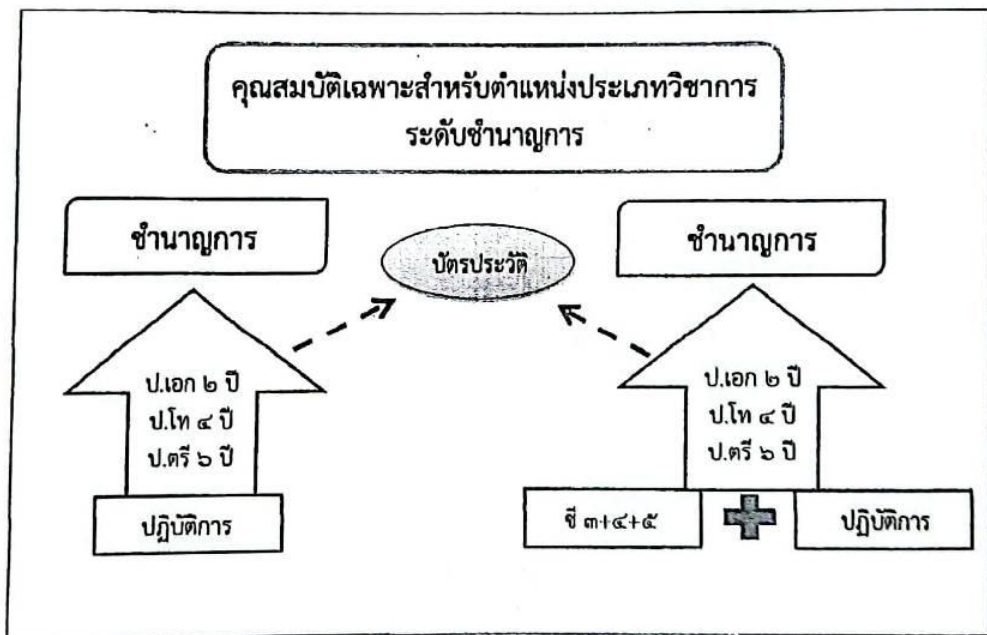 คุณสมบัติเฉพาะสำหรับตำแหน่งประเภทวิชาการ
ระดับชำนาญการ
ชำนาญการ
บัตรประวัติ
ชำนาญการ
ป.เอก ๒ ปี
ป.โท ๔ ปี
ป.ตรี ๖ ปี
ปฏิบัติการ
ป.เอก ๒ ปี
ป.โท ๔ ปี
ป.ตรี ๖ ปี
ซี ๓+๔+๕
ปฏิบัติการ